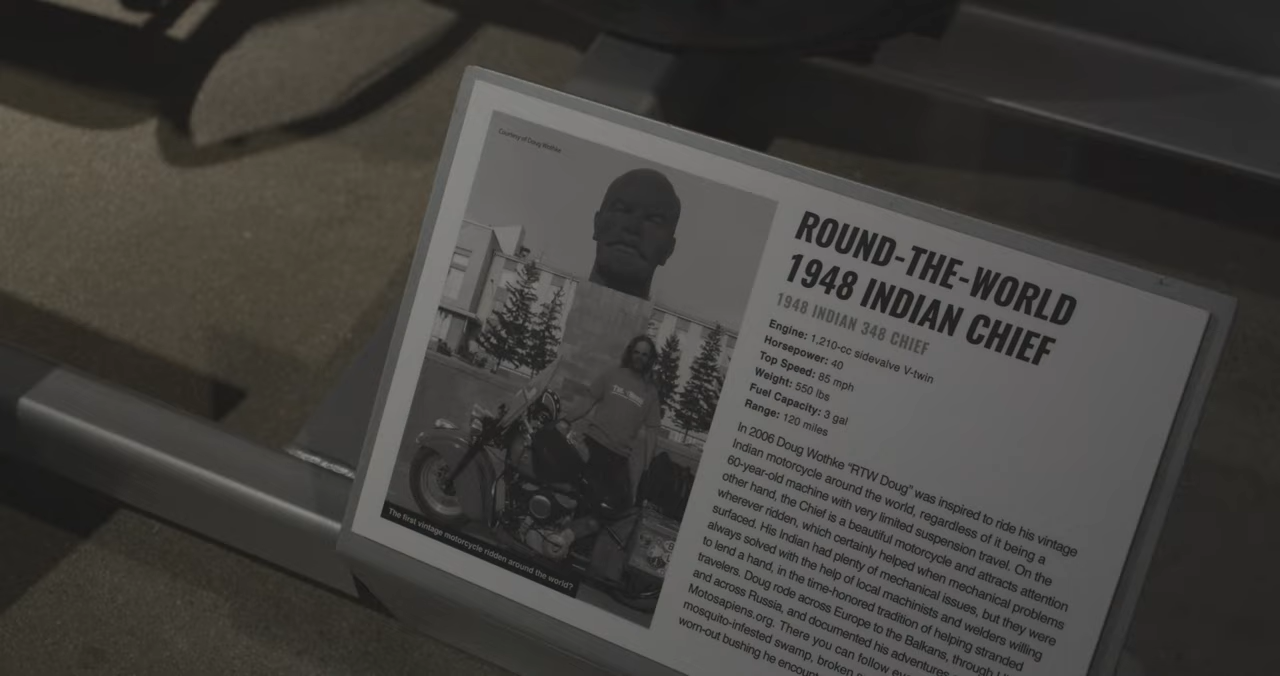 Courtesy of Doug Wothke
ROUND-THE-WORLD
1948 INDIAN CHIEF
1948 INDIAN 348 CHIEF
Engine: 1,210-cc sidevalve V-twin
Horsepower: 40
Top Speed: 85 mph
Weight: 550 lbs
Fuel Capacity: 3 gal
Range: 120 miles
In 2006 Doug Wothke "RTW Doug" was inspired to ride his vintage
Indian motorcycle around the world, regardless of it being a
60-year-old machine with very limited suspension travel. On the
other hand, the Chief is a beautiful motorcycle and attracts attention
wherever ridden, which certainly helped when mechanical problems
surfaced. His Indian had plenty of mechanical issues, but they were
always solved with the help of local machinists and welders willing
to lend a hand, in the time-honored tradition of helping stranded
travelers. Doug rode across Europe to the Balkans, through
and across Russia, and documented his adventures
Motosapiens.org. There you can follow
mosquito-infested swamp, broken
worn-out bushing he
The first vintage motorcycle ridden around the world?